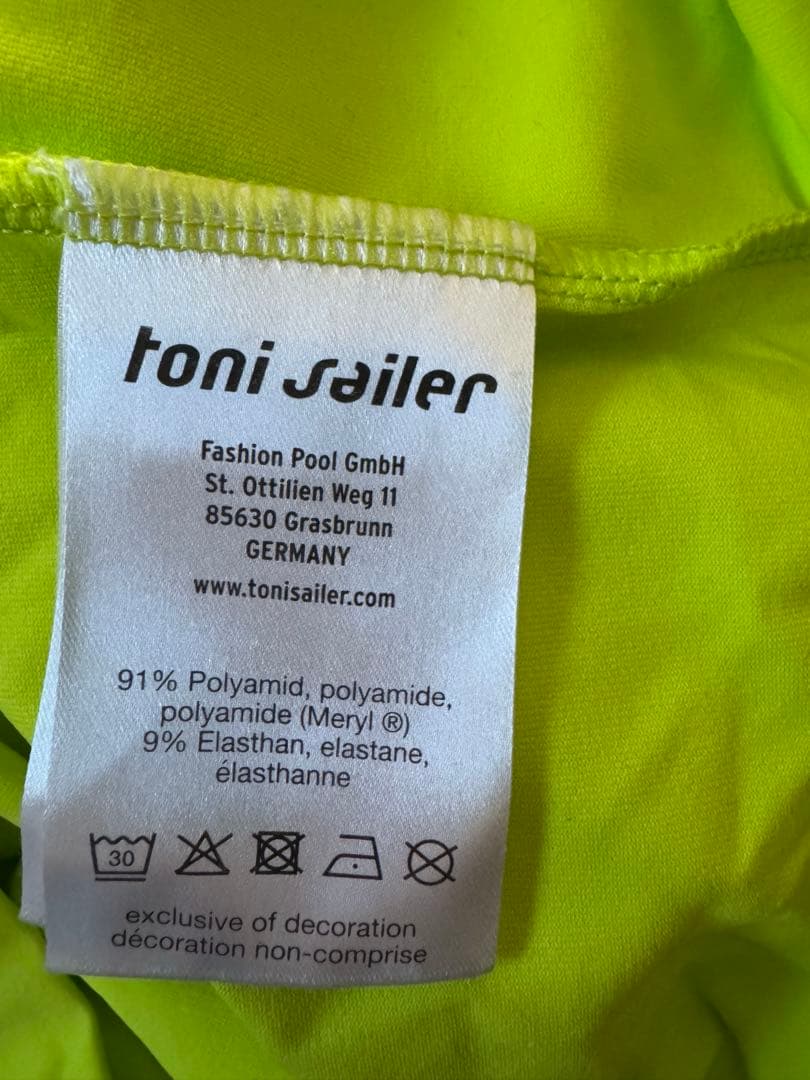 toni sailer
Fashion Pool GmbH
St. Ottilien Weg 11
85630 Grasbrunn
GERMANY
www.tonisailer.com
91% Polyamid, polyamide,
polyamide (Meryl ®)
9% Elasthan, elastane,
élasthanne
30
exclusive of decoration
décoration non-comprise